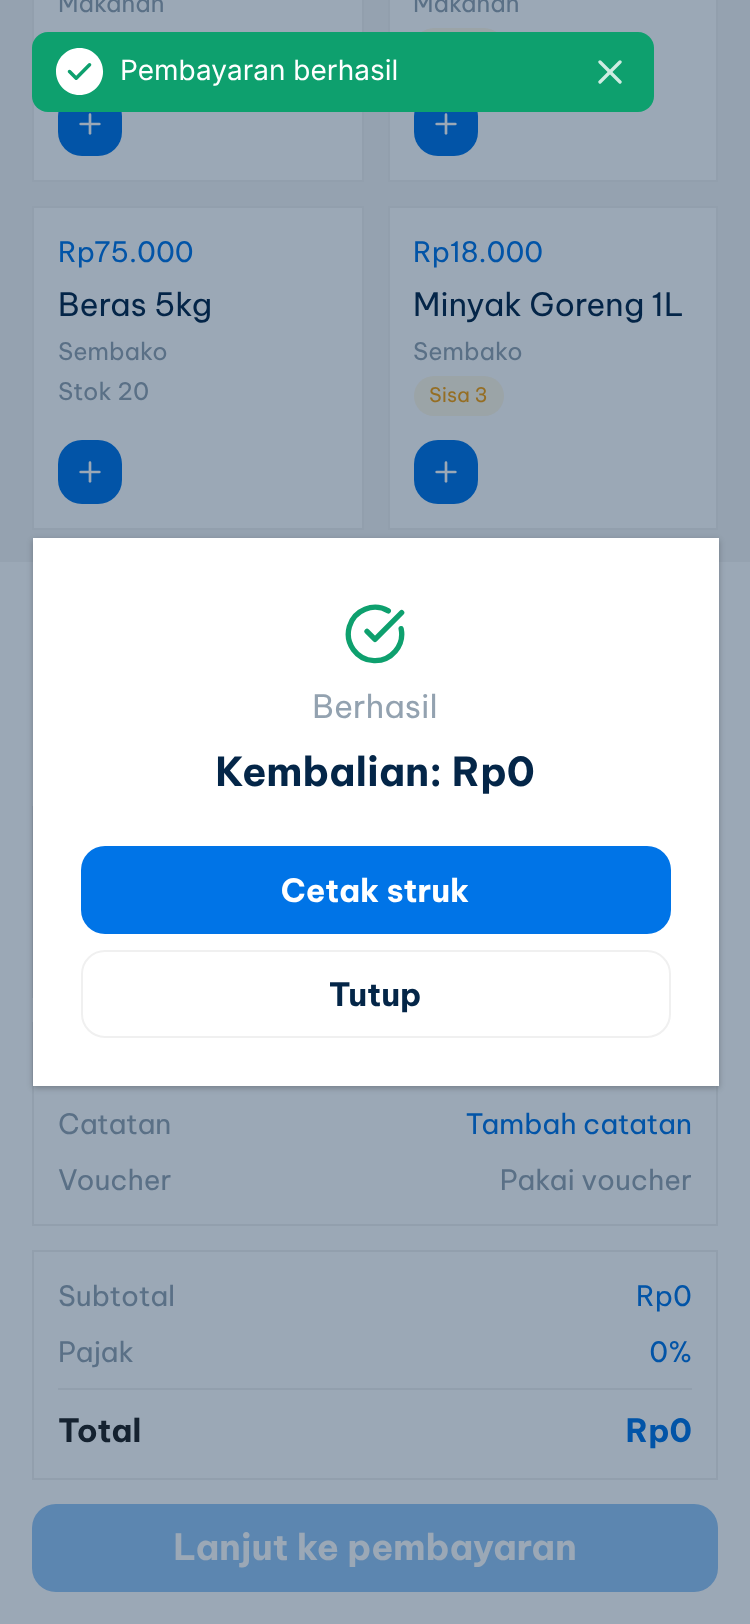 Makanan
Makanan
Pembayaran berhasil
Rp75.000
Beras 5kg
Sembako
Stok 20
Rp18.000
Minyak Goreng 1L
Sembako
Sisa 3
Berhasil
Kembalian: Rp0
Cetak struk
Tutup
Catatan
Tambah catatan
Voucher
Pakai voucher
Subtotal
Rp0
Pajak
0%
Total
Rp0
Lanjut ke pembayaran